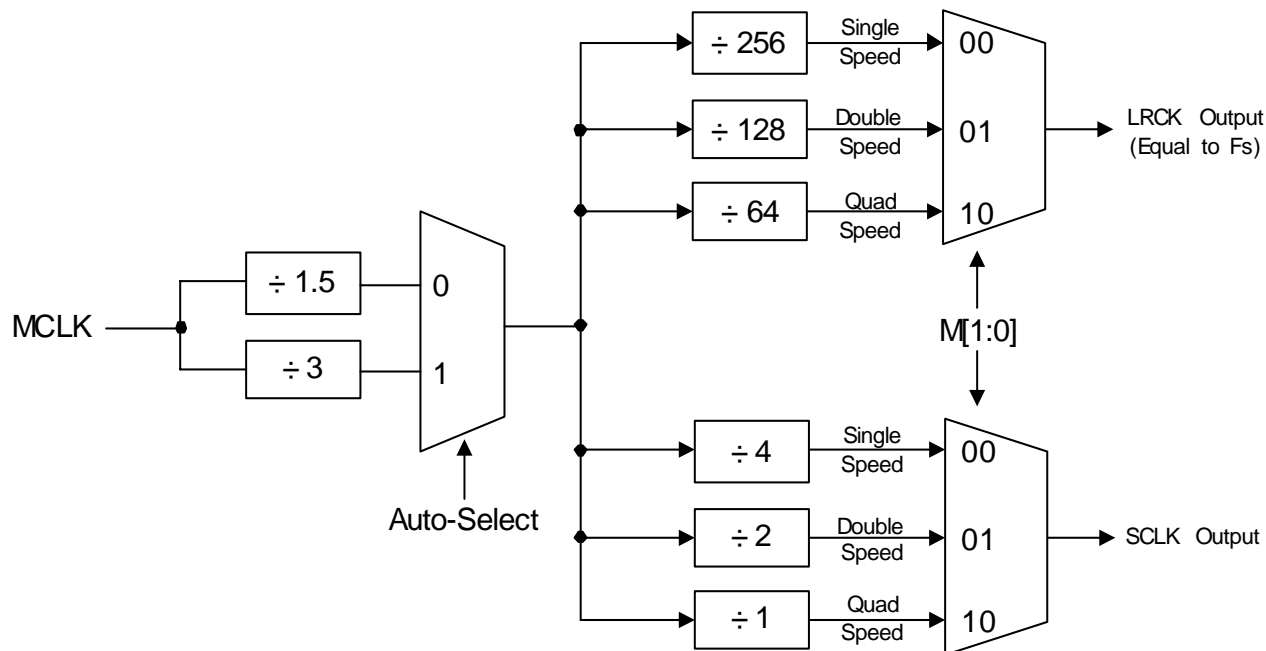 ÷ 256
Single
Speed
00
÷ 128
Double
Speed
01
LRCK Output
(Equal to Fs)
÷ 64
Quad
Speed
10
MCLK
÷ 1.5
0
÷ 3
1
Auto-Select
M[1:0]
÷ 4
Single
Speed
00
÷ 2
Double
Speed
01
SCLK Output
÷ 1
Quad
Speed
10